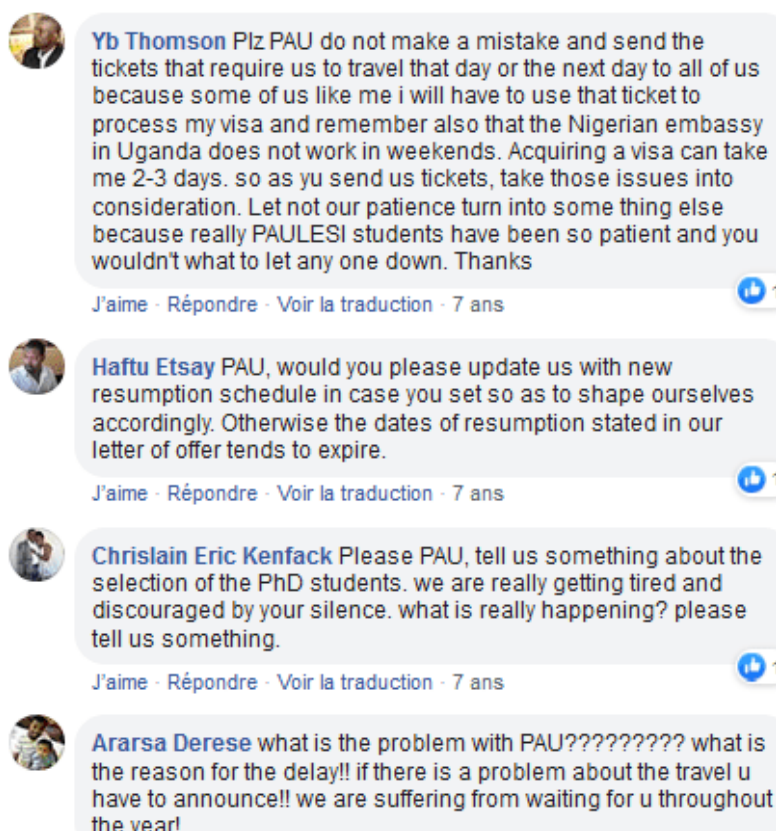 Yb Thomson Plz PAU do not make a mistake and send the
tickets that require us to travel that day or the next day to all of us
because some of us like me i will have to use that ticket to
process my visa and remember also that the Nigerian embassy
in Uganda does not work in weekends. Acquiring a visa can take
me 2-3 days. so as yu send us tickets, take those issues into
consideration. Let not our patience turn into some thing else
because really PAULESI students have been so patient and you
wouldn't what to let any one down. Thanks
J'aime · Répondre · Voir la traduction · 7 ans
Haftu Etsay PAU, would you please update us with new
resumption schedule in case you set so as to shape ourselves
accordingly. Otherwise the dates of resumption stated in our
letter of offer tends to expire.
J'aime · Répondre · Voir la traduction · 7 ans
Chrislain Eric Kenfack Please PAU, tell us something about the
selection of the PhD students. we are really getting tired and
discouraged by your silence. what is really happening? please
tell us something.
J'aime · Répondre · Voir la traduction · 7 ans
Ararsa Derese what is the problem with PAU????????? what is
the reason for the delay!! if there is a problem about the travel u
have to announce!! we are suffering from waiting for u throughout
the year!